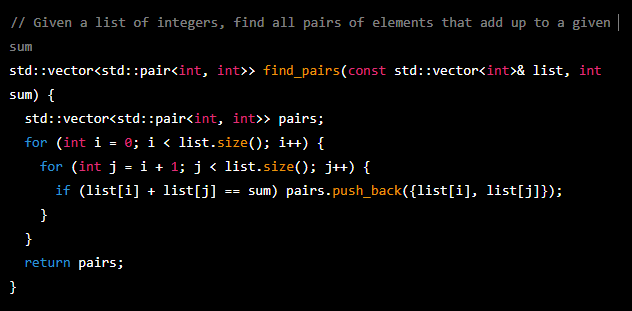 // Given a list of integers, find all pairs of elements that add up to a given
sum
std::vector<std::pair<int, int>> find_pairs(const std::vector<int>& list, int
sum) {
  std::vector<std::pair<int, int>> pairs;
  for (int i = 0; i < list.size(); i++) {
    for (int j = i + 1; j < list.size(); j++) {
      if (list[i] + list[j] == sum) pairs.push_back({list[i], list[j]});
    }
  }
  return pairs;
}